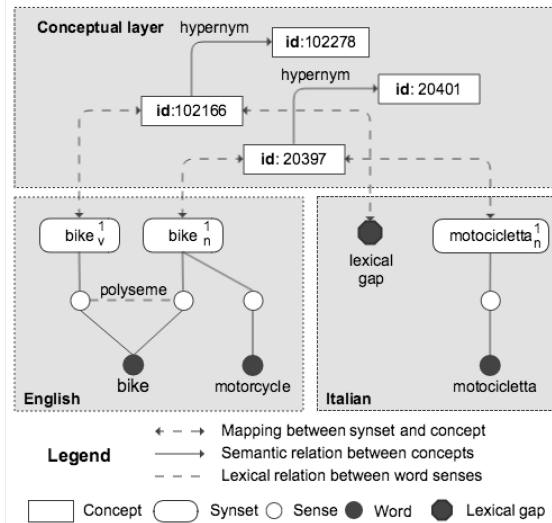 Conceptual layer
hypernym
id:102278
hypernym
id: 20401
id:102166
id: 20397
bike 1 v
bike 1 n
polyseme
bike
motorcycle
English
lexical
gap
motocicletta 1 n
motocicletta
Italian
Legend
Mapping between synset and concept
Semantic relation between concepts
Lexical relation between word senses
Concept
Synset
Sense
Word
Lexical gap